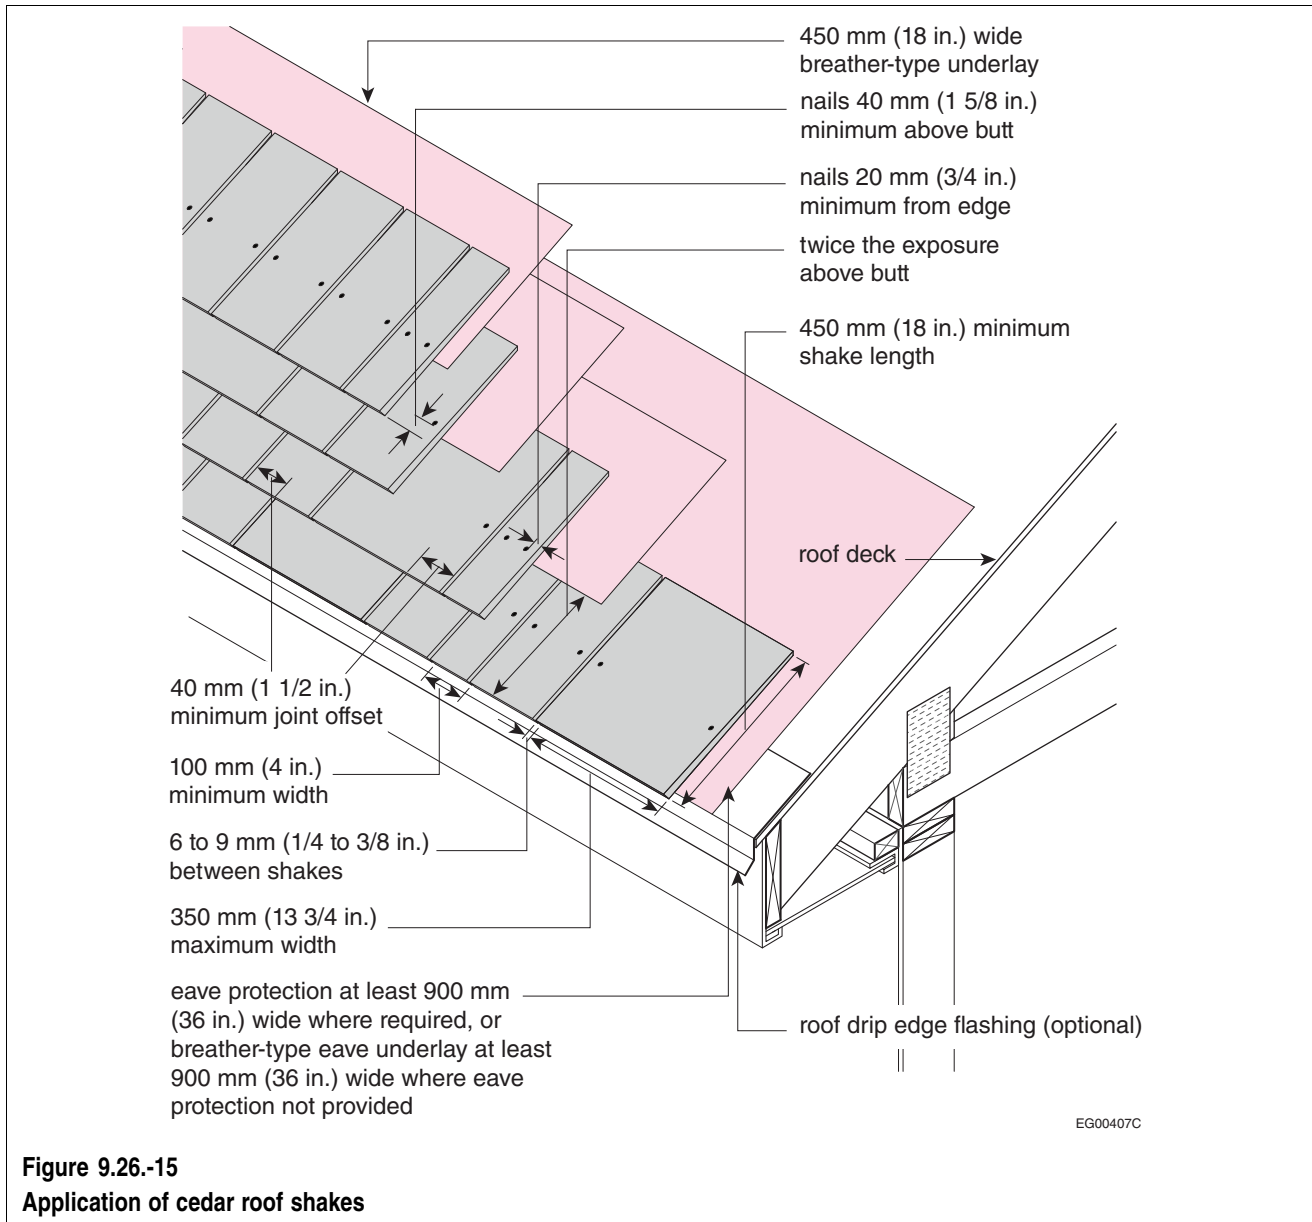 450 mm (18 in.) wide
breather-type underlay
nails 40 mm (1 5/8 in.)
minimum above butt
nails 20 mm (3/4 in.)
minimum from edge
twice the exposure
above butt
450 mm (18 in.) minimum
shake length
roof deck
40 mm (1 1/2 in.)
minimum joint offset
100 mm (4 in.)
minimum width
6 to 9 mm (1/4 to 3/8 in.)
between shakes
350 mm (13 3/4 in.)
maximum width
eave protection at least 900 mm
(36 in.) wide where required, or
breather-type eave underlay at least
900 mm (36 in.) wide where eave
protection not provided
roof drip edge flashing (optional)
EG00407C
Figure 9.26.-15
Application of cedar roof shakes